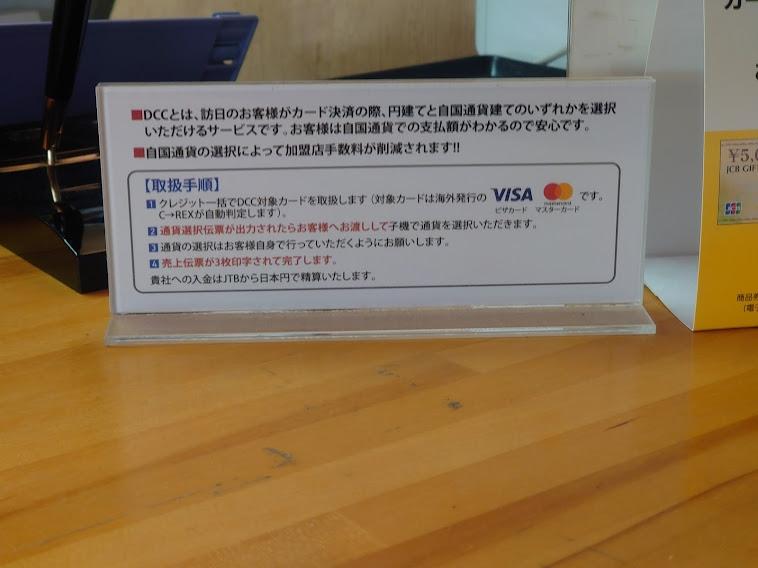 ■DCCとは、訪日のお客様がカード決済の際、円建てと自国通貨建てのいずれかを選択
いただけるサービスです。お客様は自国通貨での支払額がわかるので安心です。
■自国通貨の選択によって加盟店手数料が削減されます!!
【取扱手順】
1 クレジット一括でDCC対象カードを取扱します(対象カードは海外発行の VISA ビザカード mastercard マスターカード です。
C→REXが自動判定します)。
2 通貨選択伝票が出力されたらお客様へお渡しして子機で通貨を選択いただきます。
3 通貨の選択はお客様自身で行っていただくようにお願いします。
4 売上伝票が3枚印字されて完了します。
貴社への入金はJTBから日本円で精算いたします。
カー
¥5,0
JCB GIF
JCB
商品券
(電子